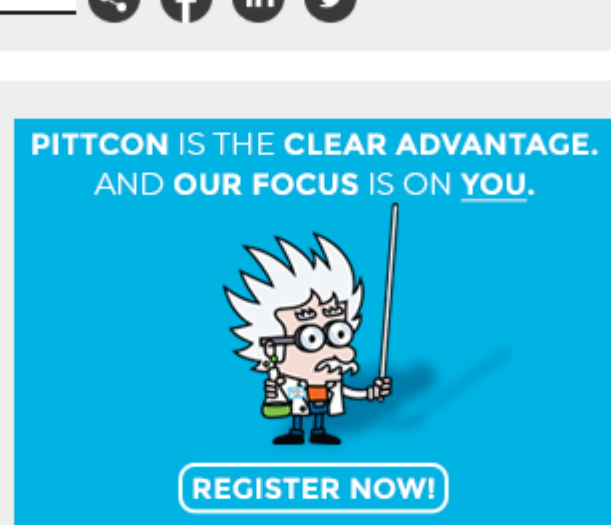 PITTCON IS THE CLEAR ADVANTAGE.
AND OUR FOCUS IS ON YOU.
REGISTER NOW!